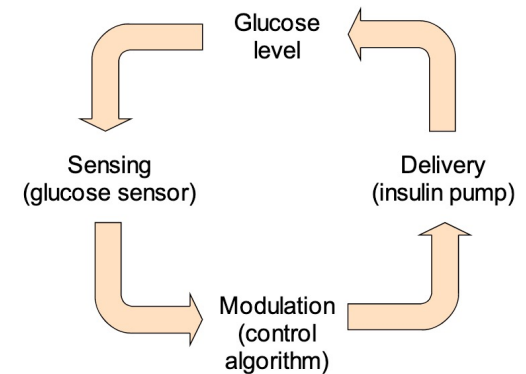 Glucose
level
Sensing
(glucose sensor)
Delivery
(insulin pump)
Modulation
(control
algorithm)